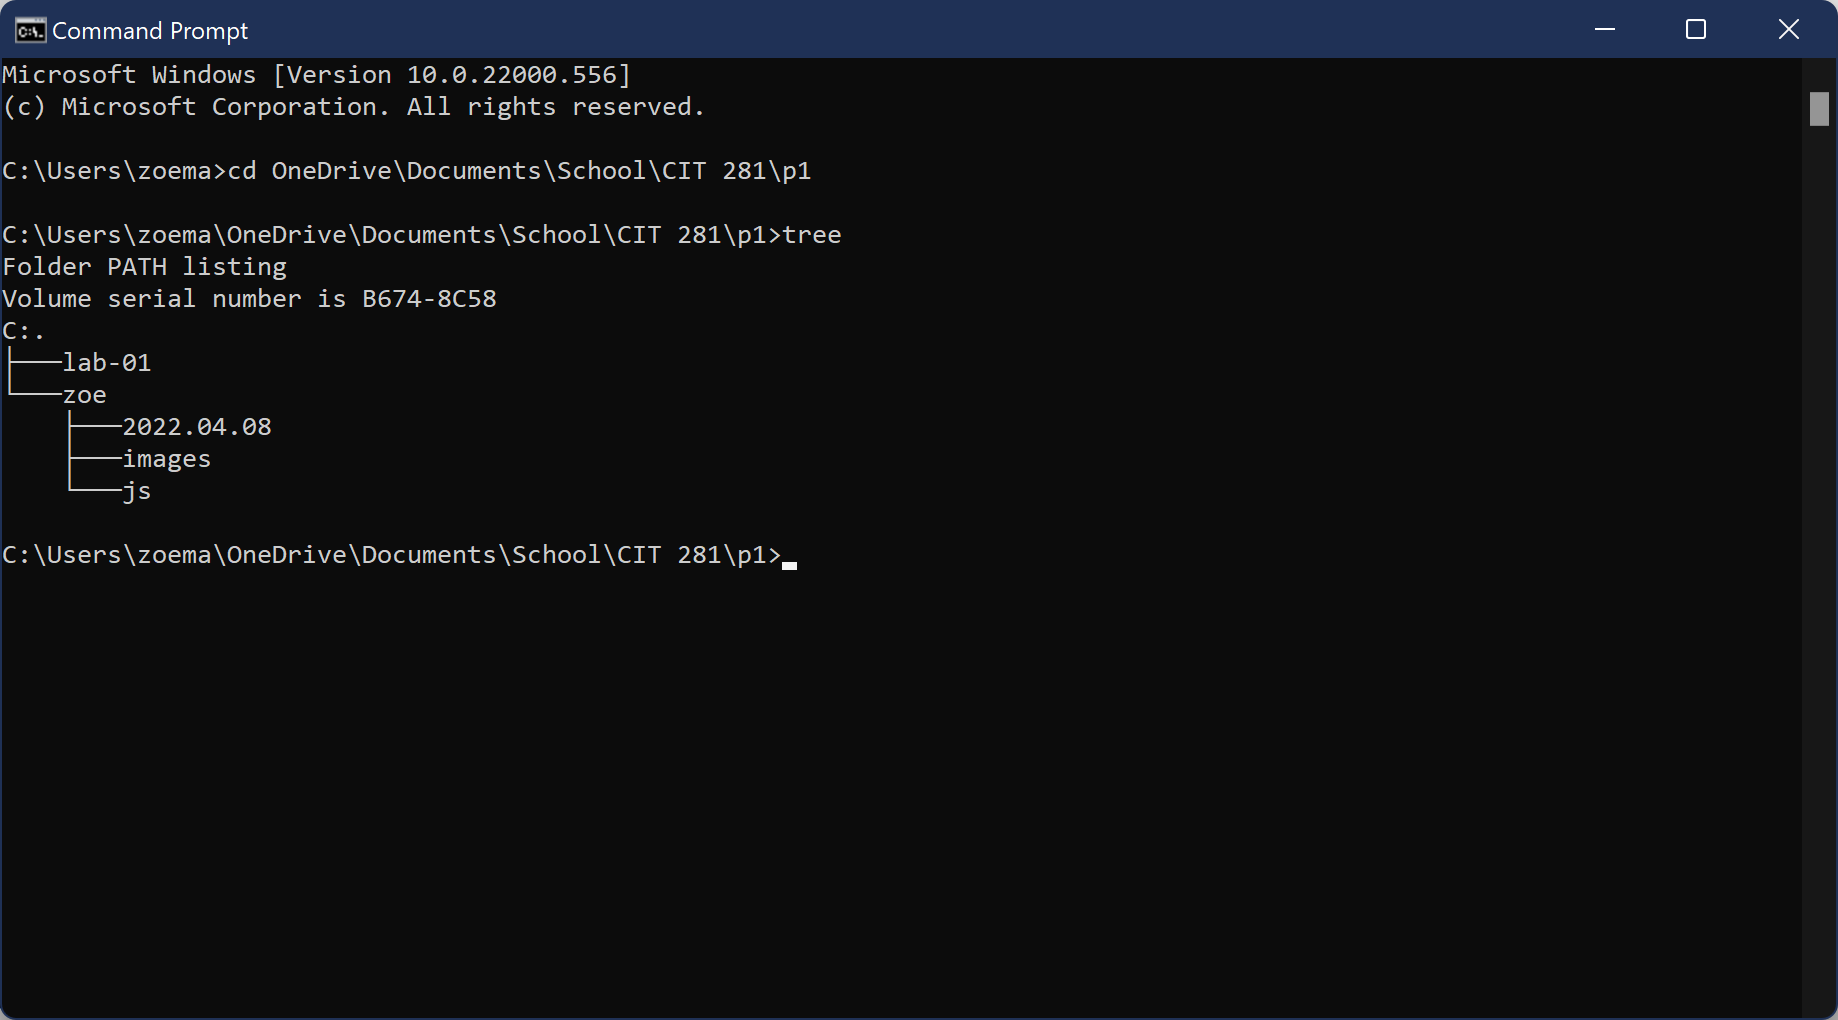 Command Prompt
Microsoft Windows [Version 10.0.22000.556]
(c) Microsoft Corporation. All rights reserved.
C:\Users\zoema>cd OneDrive\Documents\School\CIT 281\p1
C:\Users\zoema\OneDrive\Documents\School\CIT 281\p1>tree
Folder PATH listing
Volume serial number is B674-8C58
C:.
├───lab-01
└───zoe
    ├───2022.04.08
    ├───images
    └───js
C:\Users\zoema\OneDrive\Documents\School\CIT 281\p1>